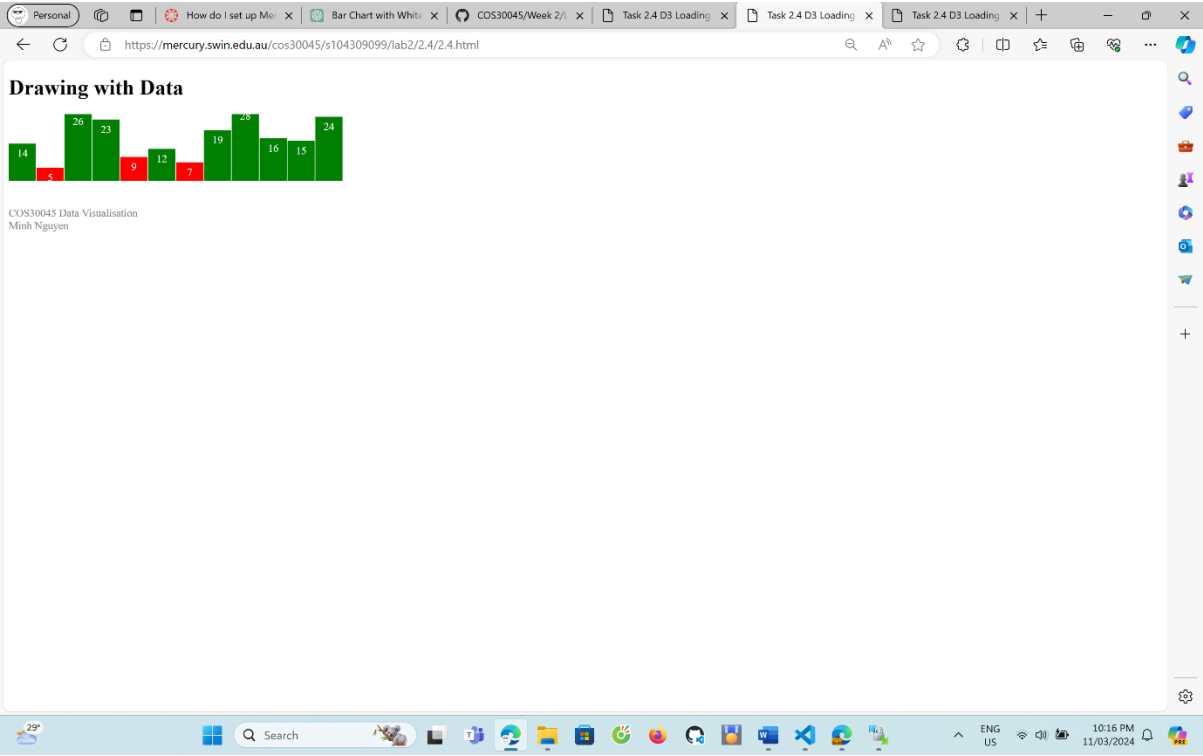 Personal
How do I set up Mer
Bar Chart with White
COS30045/Week 2/L
Task 2.4 D3 Loading
Task 2.4 D3 Loading
Task 2.4 D3 Loading
https://mercury.swin.edu.au/cos30045/s104309099/lab2/2.4/2.4.html
Drawing with Data
14
5
26
23
9
12
7
19
28
16
15
24
COS30045 Data Visualisation
Minh Nguyen
29°
Search
ENG
US
10:16 PM
11/03/2024
PRE